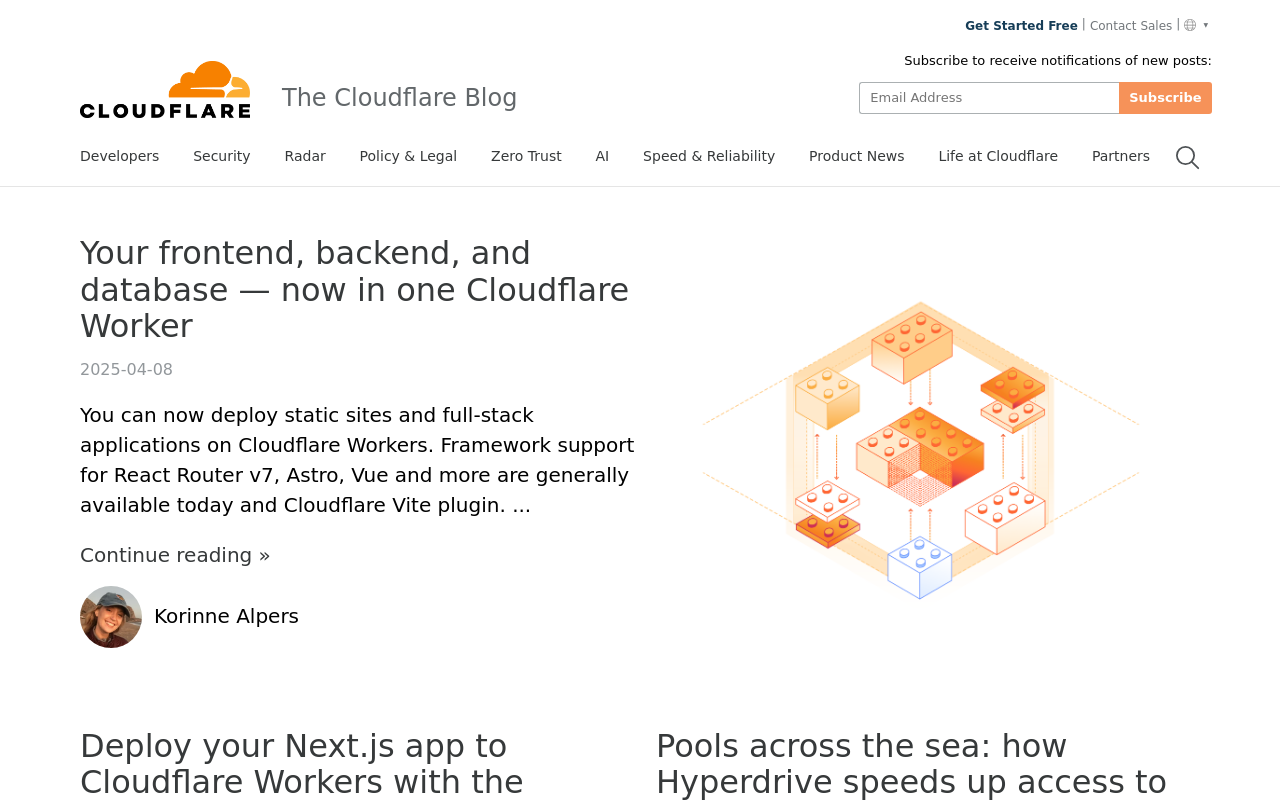 Get Started Free | Contact Sales | ▼
Subscribe to receive notifications of new posts:
CLOUDFLARE
The Cloudflare Blog
Email Address
Subscribe
Developers Security Radar Policy & Legal Zero Trust AI Speed & Reliability Product News Life at Cloudflare Partners
Your frontend, backend, and
database — now in one Cloudflare
Worker
2025-04-08
You can now deploy static sites and full-stack
applications on Cloudflare Workers. Framework support
for React Router v7, Astro, Vue and more are generally
available today and Cloudflare Vite plugin. ...
Continue reading »
Korinne Alpers
Deploy your Next.js app to
Cloudflare Workers with the
Pools across the sea: how
Hyperdrive speeds up access to